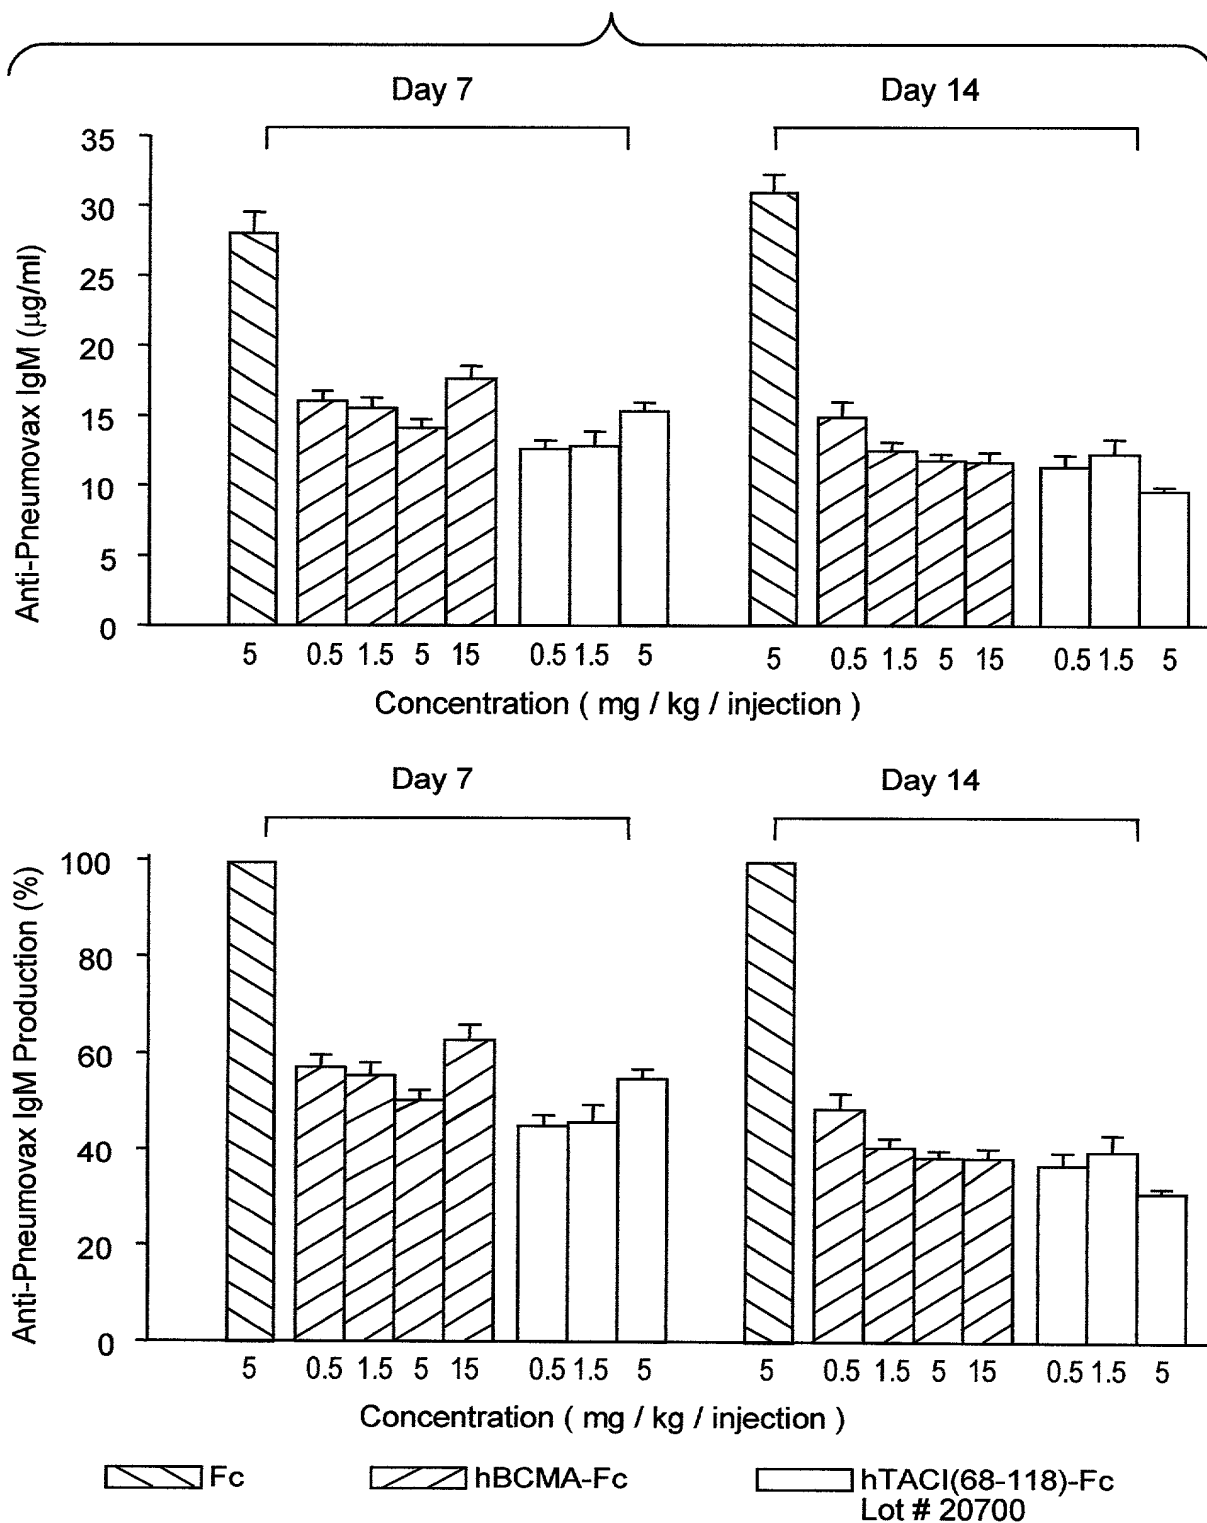 Day 7 Day 14
Anti-Pneumovax IgM (μg/ml)
35
30
25
20
15
10
5
0
5 0.5 1.5 5 15 0.5 1.5 5 5 0.5 1.5 5 15 0.5 1.5 5
Concentration ( mg / kg / injection )
Day 7 Day 14
Anti-Pneumovax IgM Production (%)
100
80
60
40
20
0
5 0.5 1.5 5 15 0.5 1.5 5 5 0.5 1.5 5 15 0.5 1.5 5
Concentration ( mg / kg / injection )
Fc hBCMA-Fc hTACI(68-118)-Fc
Lot # 20700